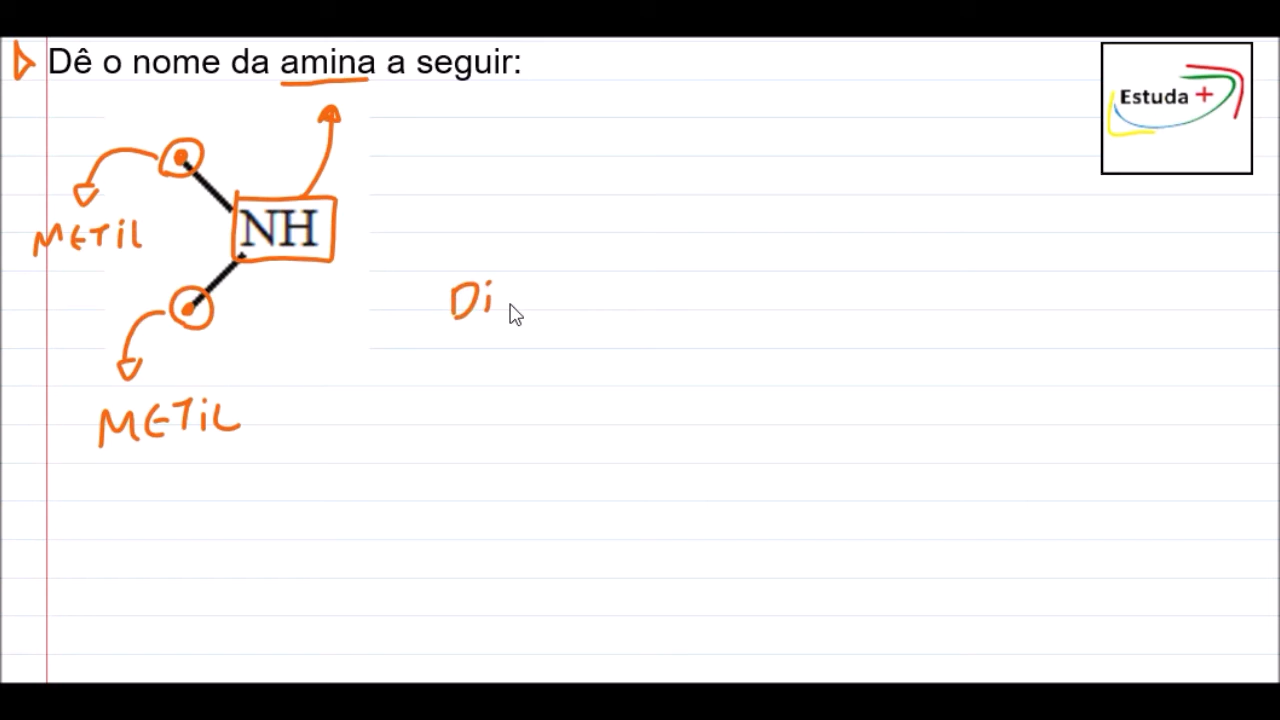 Dê o nome da amina a seguir:
Estuda +
NH
METiL
Di
METiL